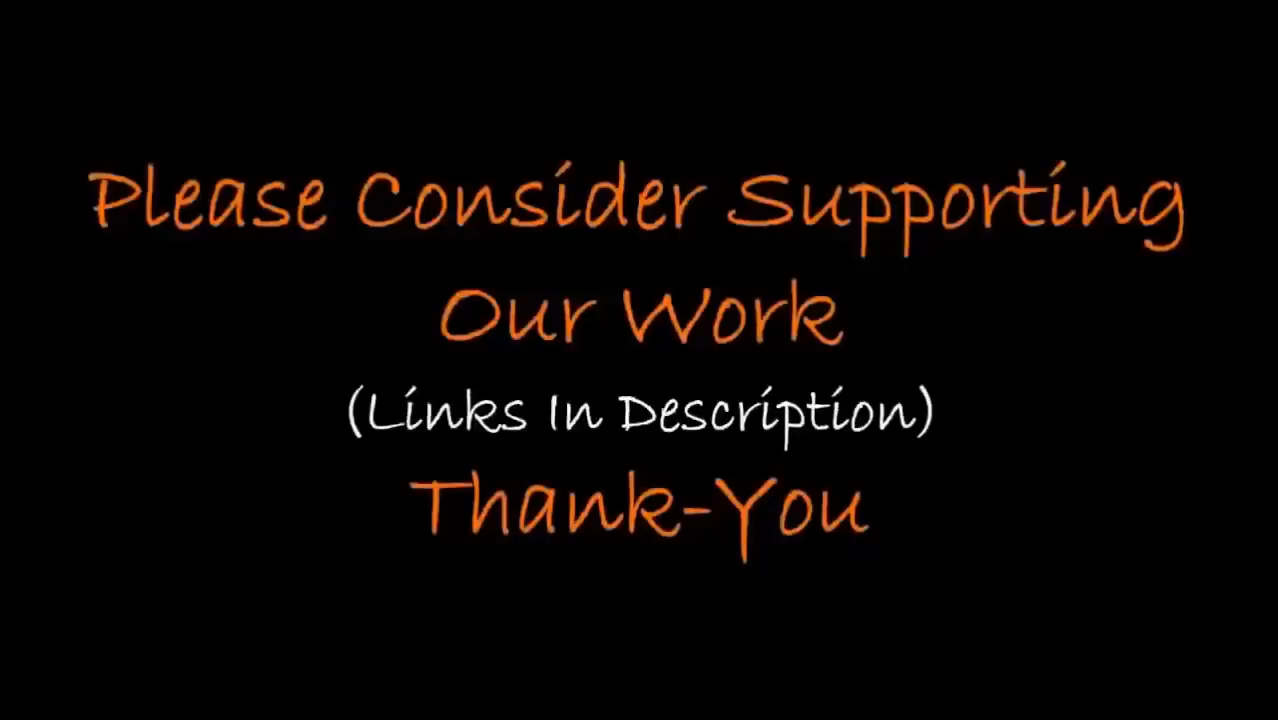 Please Consider Supporting
Our Work
(Links In Description)
Thank-You